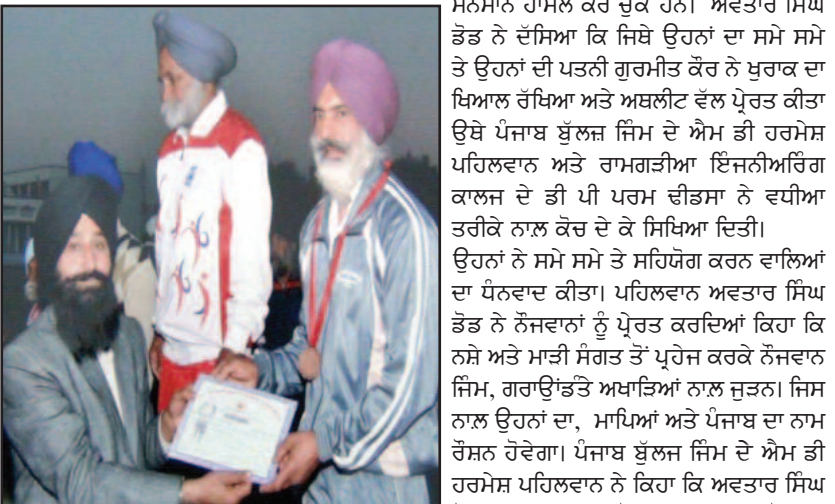 ਸਨਮਾਨ ਹਾਸਲ ਕਰ ਚੁੱਕੇ ਹਨ। ਅਵਤਾਰ ਸਿੰਘ
ਡੋਡ ਨੇ ਦੱਸਿਆ ਕਿ ਜਿਥੇ ਉਹਨਾਂ ਦਾ ਸਮੇ ਸਮੇ
ਤੇ ਉਹਨਾਂ ਦੀ ਪਤਨੀ ਗੁਰਮੀਤ ਕੌਰ ਨੇ ਖੁਰਾਕ ਦਾ
ਖਿਆਲ ਰੱਖਿਆ ਅਤੇ ਅਥਲੀਟ ਵੱਲ ਪ੍ਰੇਰਤ ਕੀਤਾ
ਉਥੇ ਪੰਜਾਬ ਬੁੱਲਜ਼ ਜਿੰਮ ਦੇ ਐਮ ਡੀ ਹਰਮੇਸ਼
ਪਹਿਲਵਾਨ ਅਤੇ ਰਾਮਗੜੀਆ ਇੰਜਨੀਅਰਿੰਗ
ਕਾਲਜ ਦੇ ਡੀ ਪੀ ਪਰਮ ਢੀਡਸਾ ਨੇ ਵਧੀਆ
ਤਰੀਕੇ ਨਾਲ਼ ਕੋਚ ਦੇ ਕੇ ਸਿਖਿਆ ਦਿਤੀ।
ਉਹਨਾਂ ਨੇ ਸਮੇ ਸਮੇ ਤੇ ਸਹਿਯੋਗ ਕਰਨ ਵਾਲਿਆਂ
ਦਾ ਧੰਨਵਾਦ ਕੀਤਾ। ਪਹਿਲਵਾਨ ਅਵਤਾਰ ਸਿੰਘ
ਡੋਡ ਨੇ ਨੌਜਵਾਨਾਂ ਨੂੰ ਪ੍ਰੇਰਤ ਕਰਦਿਆਂ ਕਿਹਾ ਕਿ
ਨਸ਼ੇ ਅਤੇ ਮਾੜੀ ਸੰਗਤ ਤੋਂ ਪ੍ਰਹੇਜ ਕਰਕੇ ਨੌਜਵਾਨ
ਜਿੰਮ, ਗਰਾਉਾਂਡਤੇ ਅਖਾੜਿਆਂ ਨਾਲ਼ ਜੁੜਨ। ਜਿਸ
ਨਾਲ਼ ਉਹਨਾਂ ਦਾ, ਮਾਪਿਆਂ ਅਤੇ ਪੰਜਾਬ ਦਾ ਨਾਮ
ਰੌਸ਼ਨ ਹੋਵੇਗਾ। ਪੰਜਾਬ ਬੁੱਲਜ ਜਿੰਮ ਦੇ ਐਮ ਡੀ
ਹਰਮੇਸ਼ ਪਹਿਲਵਾਨ ਨੇ ਕਿਹਾ ਕਿ ਅਵਤਾਰ ਸਿੰਘ